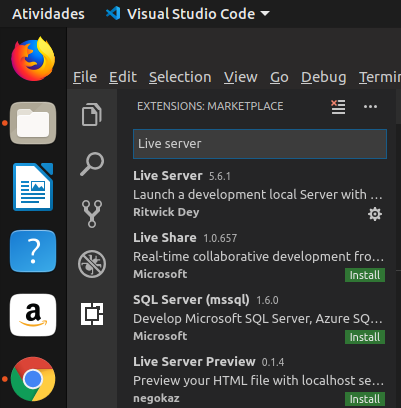 Atividades Visual Studio Code
File Edit Selection View Go Debug Termin
EXTENSIONS: MARKETPLACE
Live server
Live Server 5.6.1
Launch a development local Server with ...
Ritwick Dey
Live Share 1.0.657
Real-time collaborative development fro...
Microsoft Install
SQL Server (mssql) 1.6.0
Develop Microsoft SQL Server, Azure SQ...
Microsoft Install
Live Server Preview 0.1.4
Preview your HTML file with localhost se...
negokaz Install